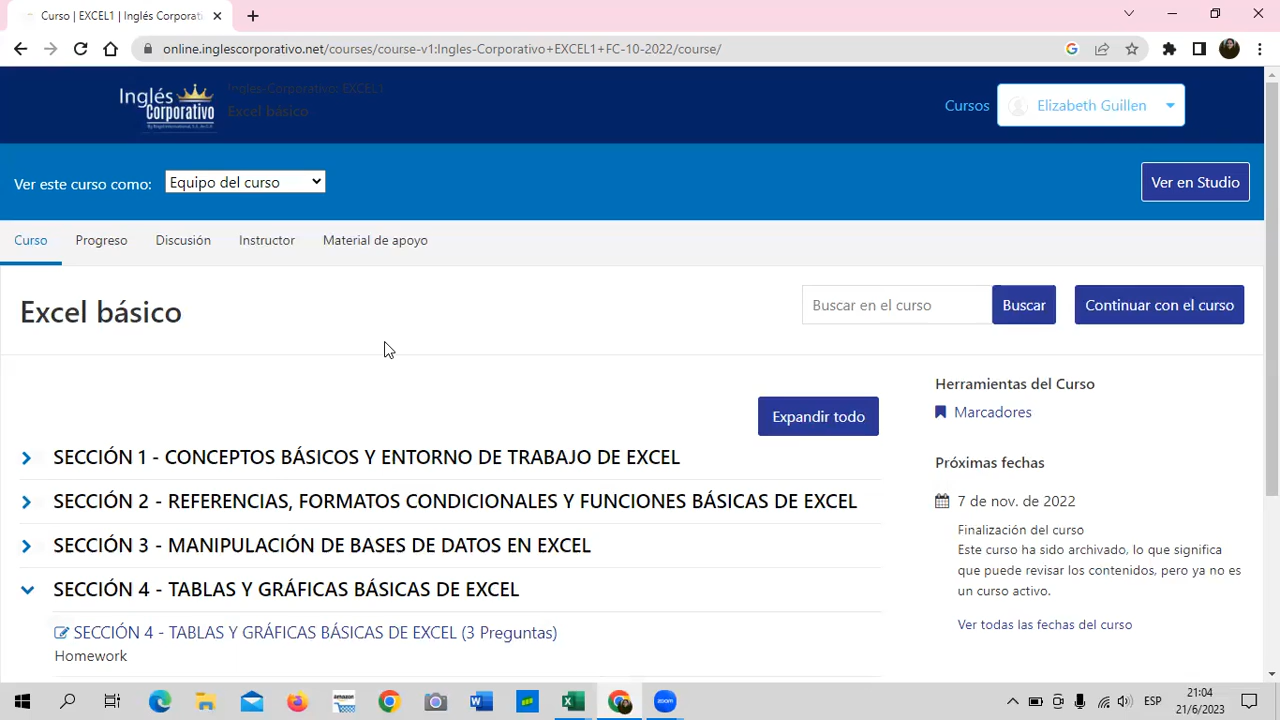 Curso | EXCEL1 | Inglés Corporati
online.inglescorporativo.net/courses/course-v1:Ingles-Corporativo+EXCEL1+FC-10-2022/course/
Inglés Corporativo
Ingles-Corporativo: EXCEL1
Excel básico
Cursos
Elizabeth Guillen
Ver este curso como:
Equipo del curso
Ver en Studio
Curso
Progreso
Discusión
Instructor
Material de apoyo
Excel básico
Buscar en el curso
Buscar
Continuar con el curso
Expandir todo
SECCIÓN 1 - CONCEPTOS BÁSICOS Y ENTORNO DE TRABAJO DE EXCEL
SECCIÓN 2 - REFERENCIAS, FORMATOS CONDICIONALES Y FUNCIONES BÁSICAS DE EXCEL
SECCIÓN 3 - MANIPULACIÓN DE BASES DE DATOS EN EXCEL
SECCIÓN 4 - TABLAS Y GRÁFICAS BÁSICAS DE EXCEL
SECCIÓN 4 - TABLAS Y GRÁFICAS BÁSICAS DE EXCEL (3 Preguntas)
Homework
Herramientas del Curso
Marcadores
Próximas fechas
7 de nov. de 2022
Finalización del curso
Este curso ha sido archivado, lo que significa
que puede revisar los contenidos, pero ya no es
un curso activo.
Ver todas las fechas del curso
amazon
zoom
ESP
21:04
21/6/2023